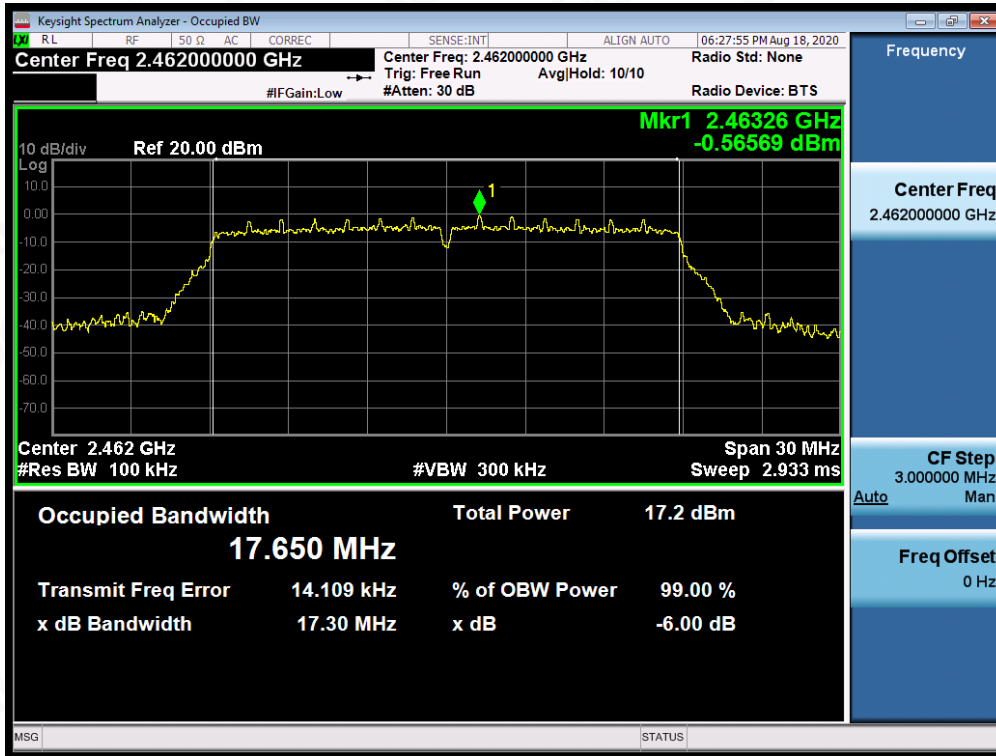 Keysight Spectrum Analyzer - Occupied BW
LXI RL RF 50 Ω AC CORREC SENSE:INT ALIGN AUTO 06:27:55 PM Aug 18, 2020
Center Freq 2.462000000 GHz
Center Freq: 2.462000000 GHz Radio Std: None
Trig: Free Run Avg|Hold: 10/10
#IFGain:Low #Atten: 30 dB Radio Device: BTS
Mkr1 2.46326 GHz
-0.56569 dBm
10 dB/div Ref 20.00 dBm
Log
10.0
1
0.00
-10.0
-20.0
-30.0
-40.0
-50.0
-60.0
-70.0
Center 2.462 GHz Span 30 MHz
#Res BW 100 kHz #VBW 300 kHz Sweep 2.933 ms
Occupied Bandwidth Total Power 17.2 dBm
17.650 MHz
Transmit Freq Error 14.109 kHz % of OBW Power 99.00 %
x dB Bandwidth 17.30 MHz x dB -6.00 dB
MSG STATUS
Frequency
Center Freq
2.462000000 GHz
CF Step
3.000000 MHz
Auto Man
Freq Offset
0 Hz